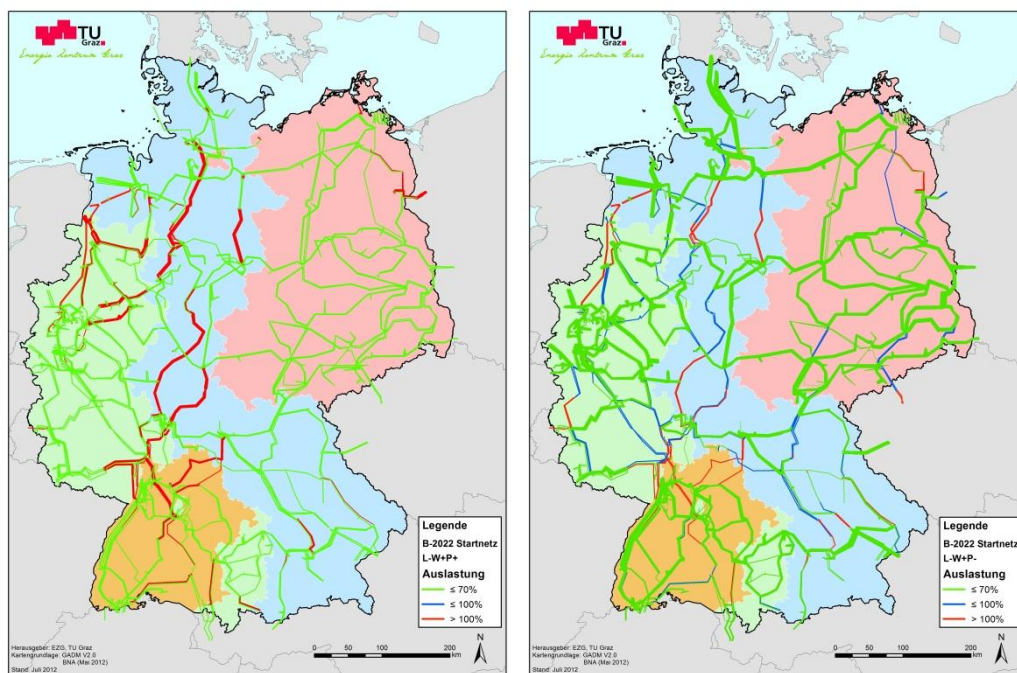 TU
Graz
Energie Zentrum Graz
Legende
B-2022 Startnetz
L-W+P+
Auslastung
≤ 70%
≤ 100%
> 100%
Herausgeber: EZG, TU Graz
Kartengrundlage: GADM V2.0
BNA (Mai 2012)
Stand: Juli 2012
0 50 100 200
km
N
TU
Graz
Energie Zentrum Graz
Legende
B-2022 Startnetz
L-W+P-
Auslastung
≤ 70%
≤ 100%
> 100%
Herausgeber: EZG, TU Graz
Kartengrundlage: GADM V2.0
BNA (Mai 2012)
Stand: Juli 2012
0 50 100 200
km
N